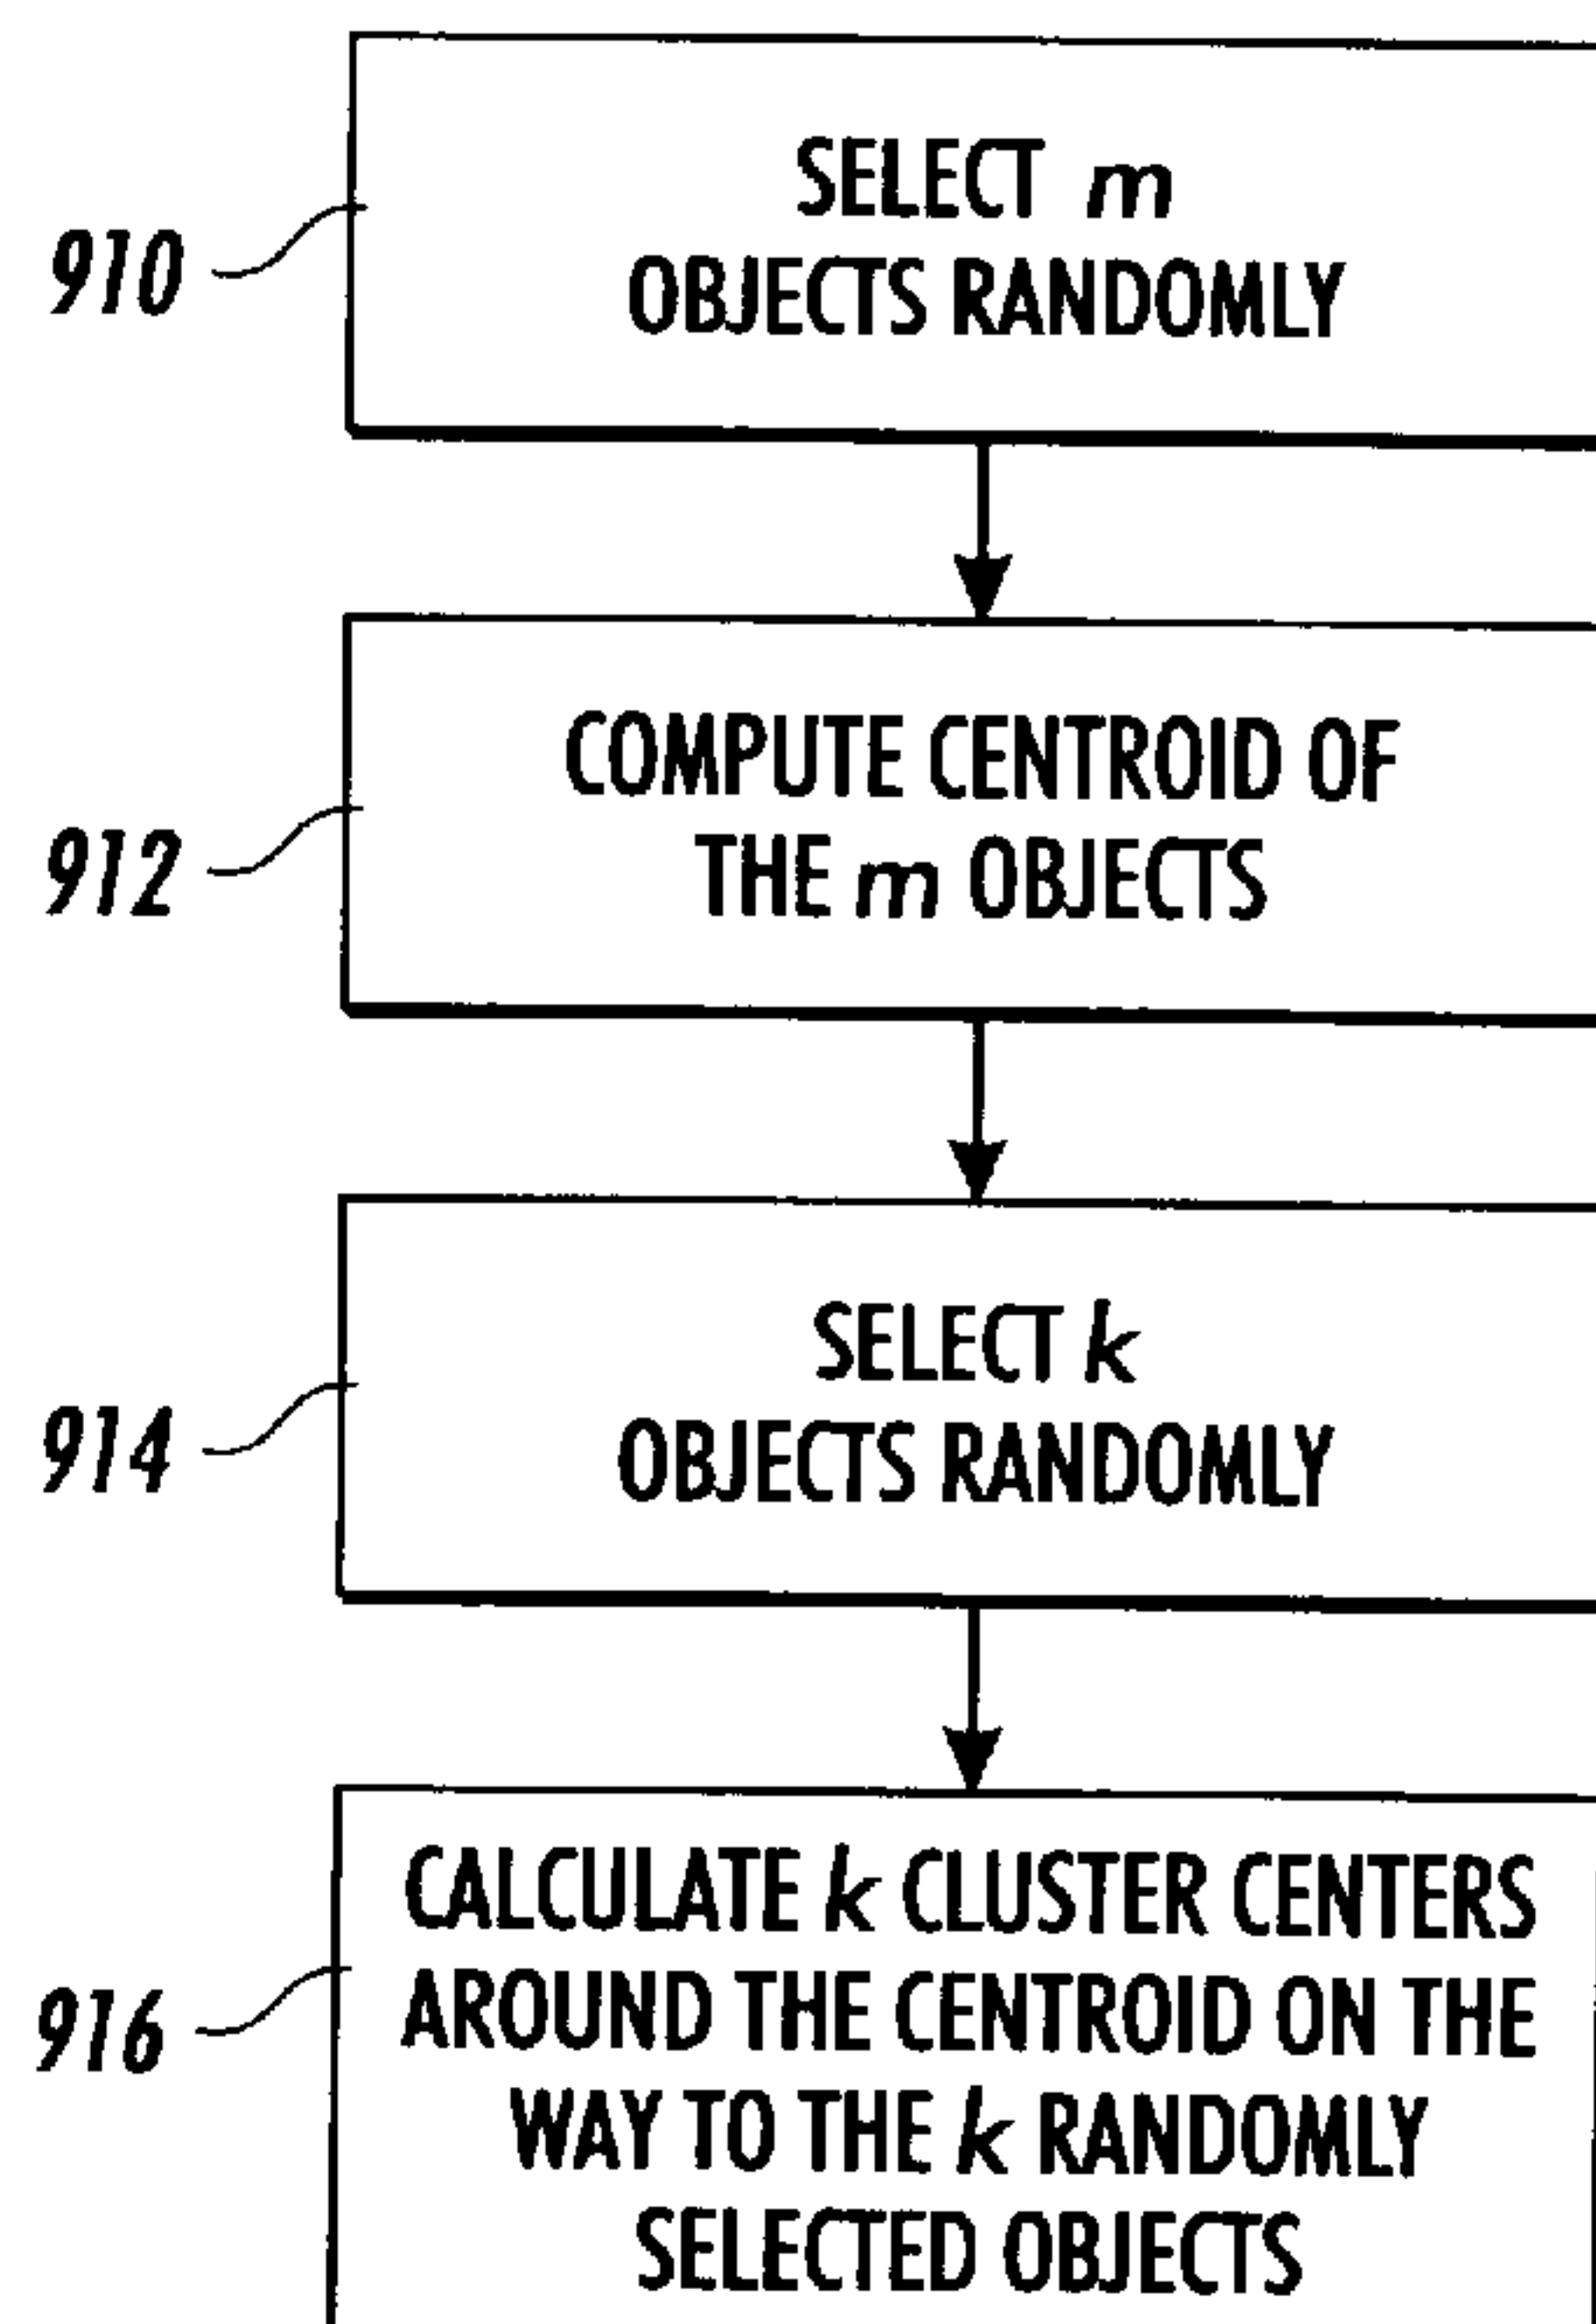 910
SELECT m
OBJECTS RANDOMLY
912
COMPUTE CENTROID OF
THE m OBJECTS
914
SELECT k
OBJECTS RANDOMLY
916
CALCULATE k CLUSTER CENTERS
AROUND THE CENTROID ON THE
WAY TO THE k RANDOMLY
SELECTED OBJECTS